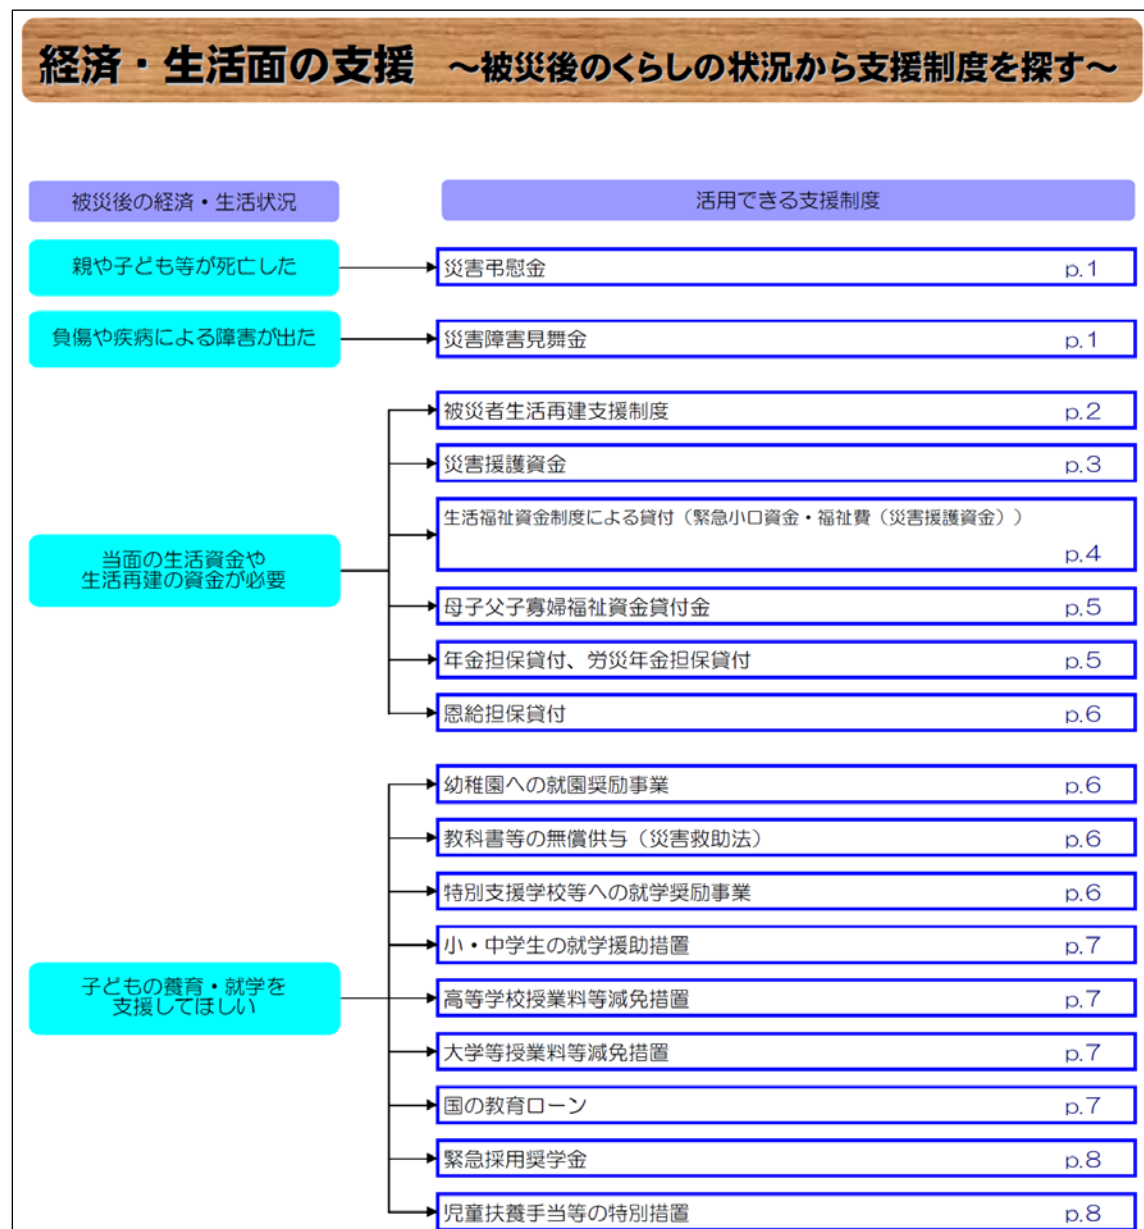 経済・生活面の支援 ～被災後のくらしの状況から支援制度を探す～
被災後の経済・生活状況
活用できる支援制度
親や子ども等が死亡した
災害弔慰金 p.1
負傷や疾病による障害が出た
災害障害見舞金 p.1
当面の生活資金や
生活再建の資金が必要
被災者生活再建支援制度 p.2
災害援護資金 p.3
生活福祉資金制度による貸付（緊急小口資金・福祉費（災害援護資金））
p.4
母子父子寡婦福祉資金貸付金 p.5
年金担保貸付、労災年金担保貸付 p.5
恩給担保貸付 p.6
子どもの養育・就学を
支援してほしい
幼稚園への就園奨励事業 p.6
教科書等の無償供与（災害救助法） p.6
特別支援学校等への就学奨励事業 p.6
小・中学生の就学援助措置 p.7
高等学校授業料等減免措置 p.7
大学等授業料等減免措置 p.7
国の教育ローン p.7
緊急採用奨学金 p.8
児童扶養手当等の特別措置 p.8